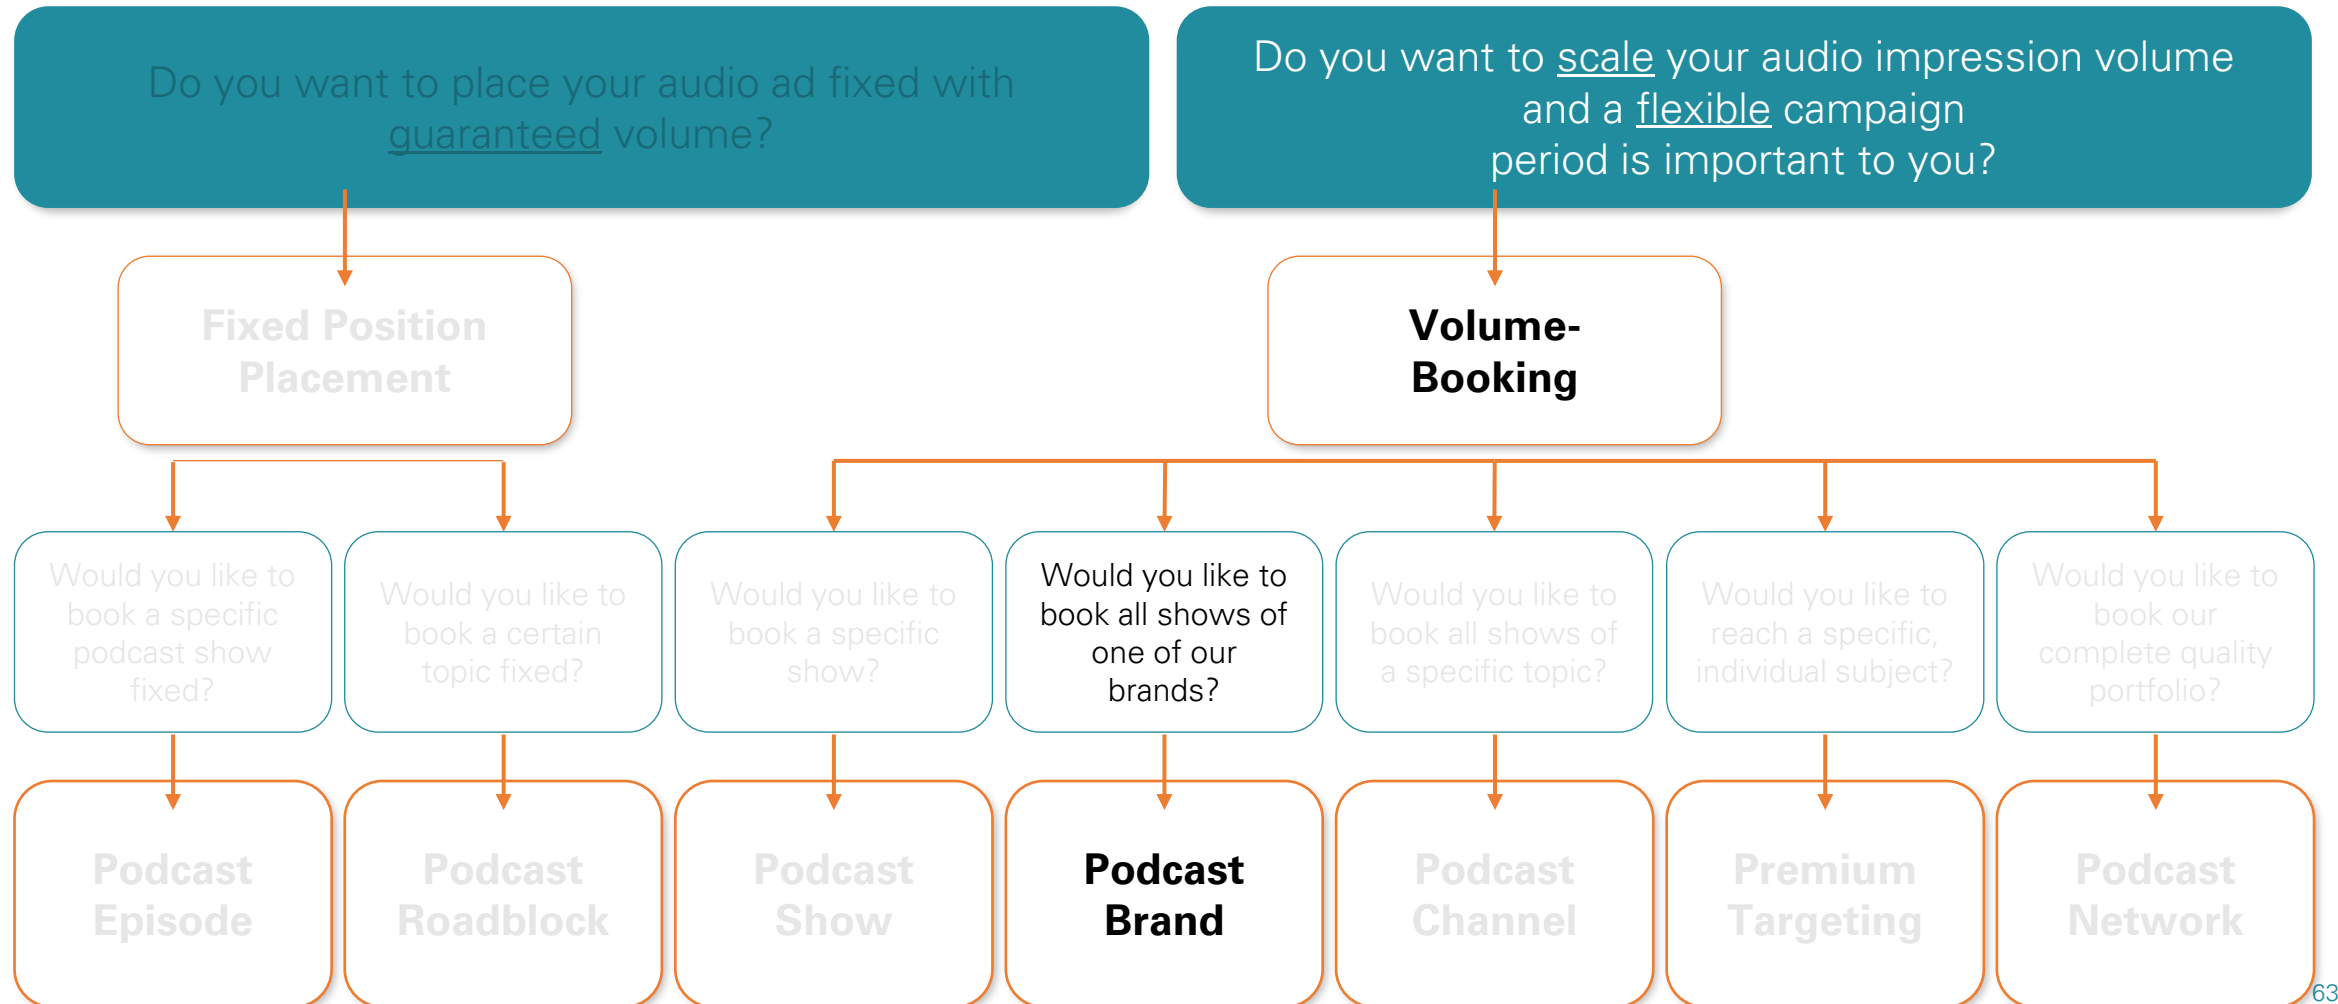 Do you want to place your audio ad fixed with
guaranteed volume?
Do you want to scale your audio impression volume
and a flexible campaign
period is important to you?
Fixed Position
Placement
Volume-
Booking
Would you like to
book a specific
podcast show
fixed?
Would you like to
book a certain
topic fixed?
Would you like to
book a specific
show?
Would you like to
book all shows of
one of our
brands?
Would you like to
book all shows of
a specific topic?
Would you like to
reach a specific,
individual subject?
Would you like to
book our
complete quality
portfolio?
Podcast
Episode
Podcast
Roadblock
Podcast
Show
Podcast
Brand
Podcast
Channel
Premium
Targeting
Podcast
Network
63